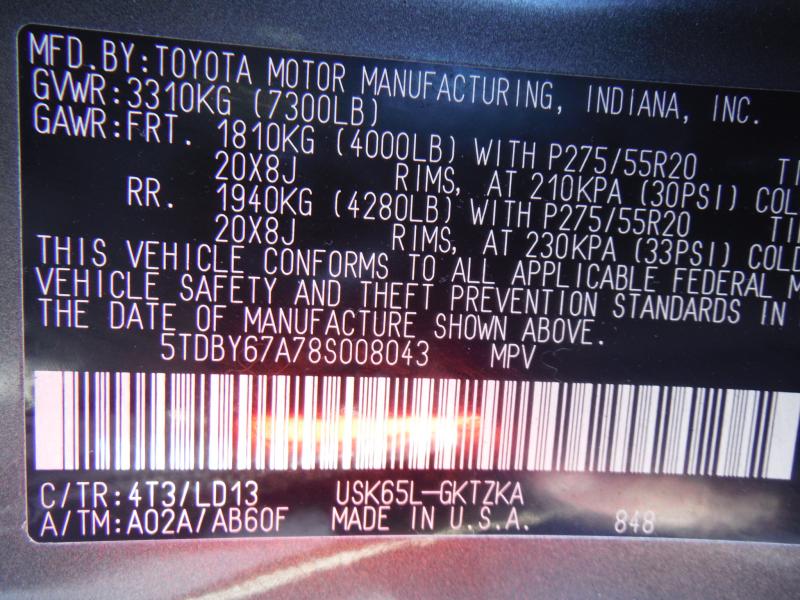 MFD.BY:TOYOTA MOTOR MANUFACTURING, INDIANA, INC.
GVWR:3310KG (7300LB)
GAWR:FRT. 1810KG (4000LB) WITH P275/55R20
20X8J RIMS, AT 210KPA (30PSI)
RR. 1940KG (4280LB) WITH P275/55R20
20X8J RIMS, AT 230KPA (33PSI) COLD
THIS VEHICLE CONFORMS TO ALL APPLICABLE FEDERAL M
VEHICLE SAFETY AND THEFT PREVENTION STANDARDS IN
THE DATE OF MANUFACTURE SHOWN ABOVE.
5TDBY67A78S008043 MPV
C/TR:4T3/LD13 USK65L-GKTZKA
A/TM:A02A/AB60F MADE IN U.S.A. 848